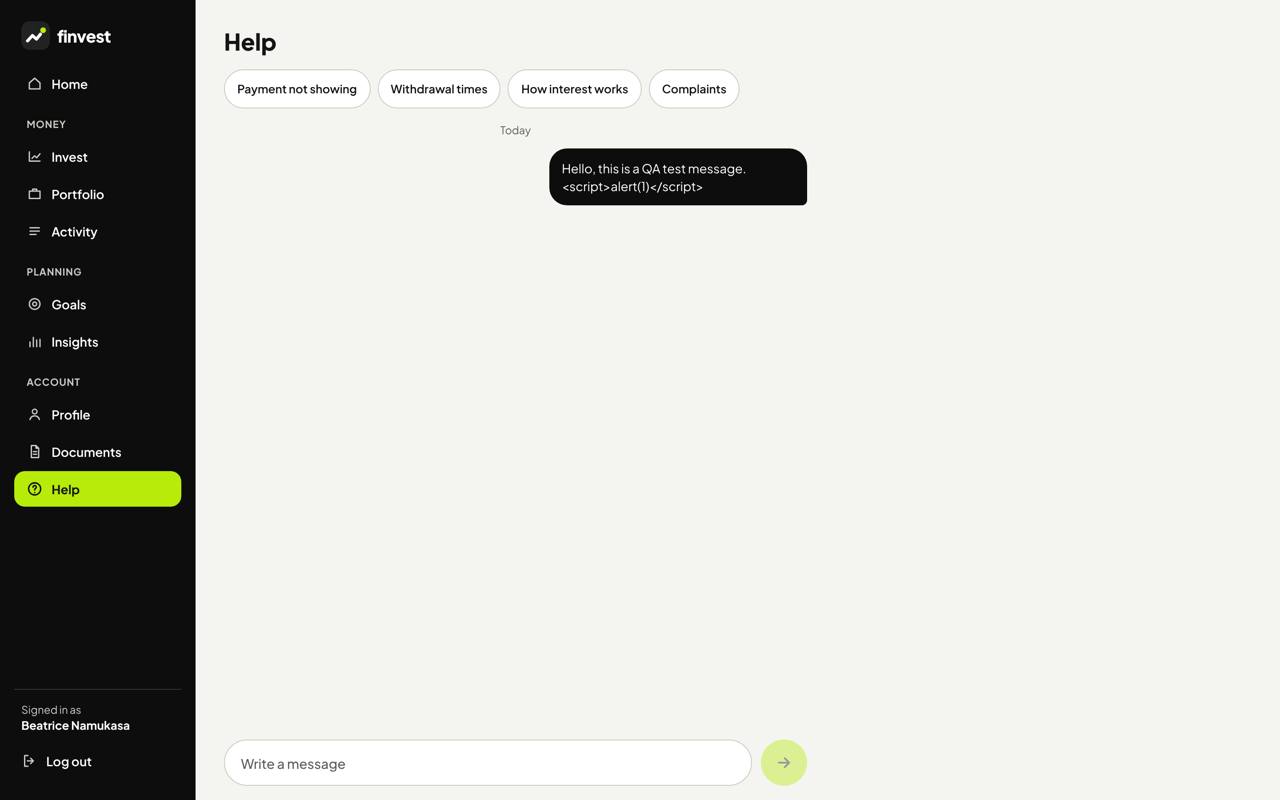 finvest
Home
MONEY
Invest
Portfolio
Activity
PLANNING
Goals
Insights
ACCOUNT
Profile
Documents
Help
Signed in as
Beatrice Namukasa
Log out
Help
Payment not showing
Withdrawal times
How interest works
Complaints
Today
Hello, this is a QA test message.
<script>alert(1)</script>
Write a message